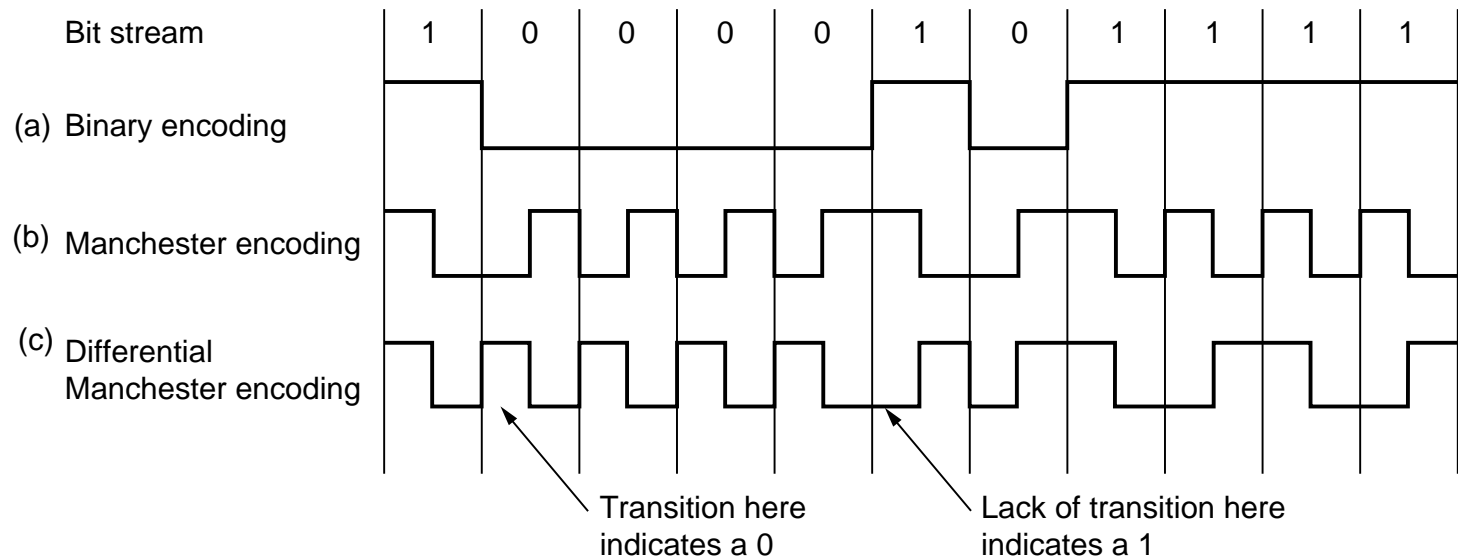 Bit stream 1 0 0 0 0 1 0 1 1 1 1
(a) Binary encoding
(b) Manchester encoding
(c) Differential
Manchester encoding
Transition here
indicates a 0
Lack of transition here
indicates a 1